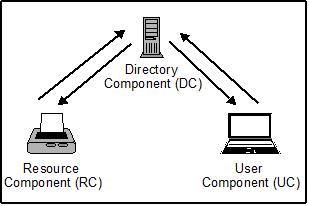 Directory
Component (DC)
Resource
Component (RC)
User
Component (UC)